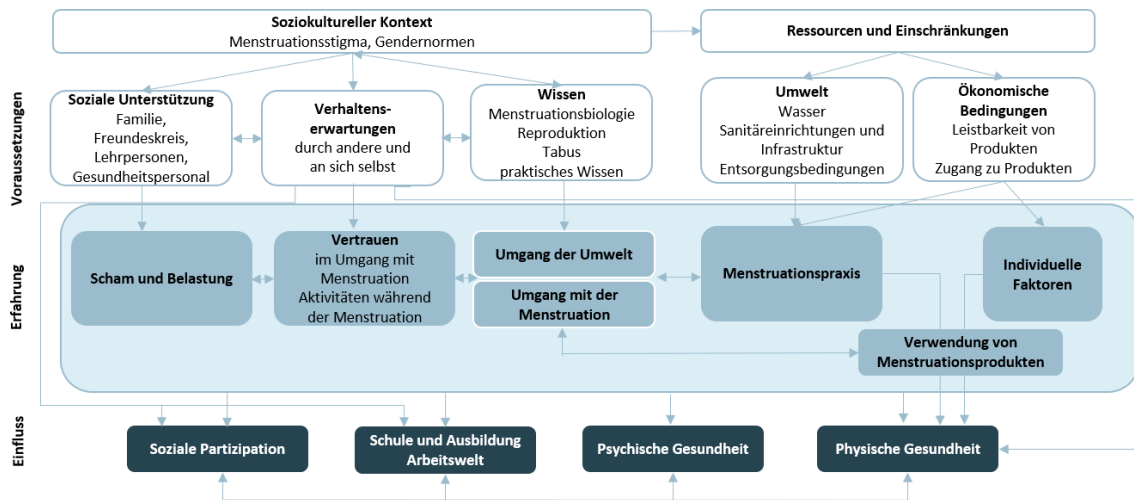 Soziokultureller Kontext
Menstruationsstigma, Gendernormen
Ressourcen und Einschränkungen
Voraussetzungen
Soziale Unterstützung
Familie,
Freundeskreis,
Lehrpersonen,
Gesundheitspersonal
Verhaltens-
erwartungen
durch andere und
an sich selbst
Wissen
Menstruationsbiologie
Reproduktion
Tabus
praktisches Wissen
Umwelt
Wasser
Sanitäreinrichtungen und
Infrastruktur
Entsorgungsbedingungen
Ökonomische
Bedingungen
Leistbarkeit von
Produkten
Zugang zu Produkten
Erfahrung
Scham und Belastung
Vertrauen
im Umgang mit
Menstruation
Aktivitäten während
der Menstruation
Umgang der Umwelt
Umgang mit der
Menstruation
Menstruationspraxis
Individuelle
Faktoren
Verwendung von
Menstruationsprodukten
Einfluss
Soziale Partizipation
Schule und Ausbildung
Arbeitswelt
Psychische Gesundheit
Physische Gesundheit